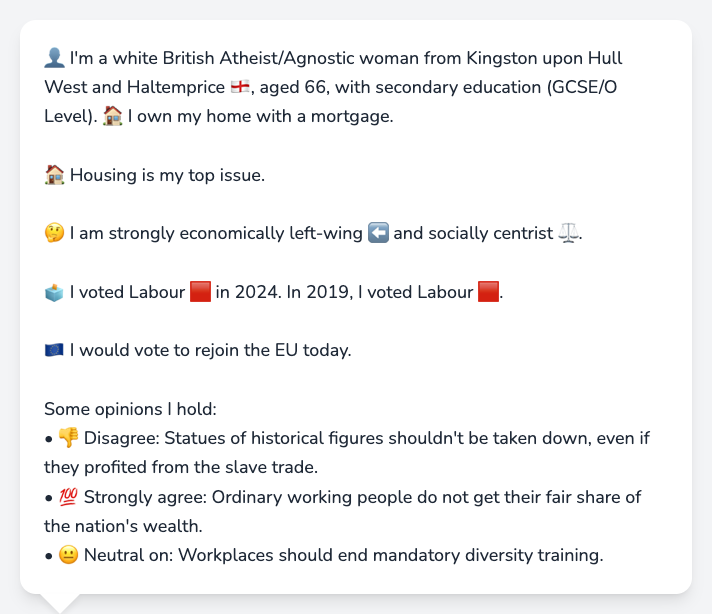 👤 I'm a white British Atheist/Agnostic woman from Kingston upon Hull
West and Haltemprice 🏴󠁧󠁢󠁥󠁮󠁧󠁿, aged 66, with secondary education (GCSE/O
Level). 🏠 I own my home with a mortgage.
🏠 Housing is my top issue.
🤔 I am strongly economically left-wing ⬅️ and socially centrist ⚖️.
🗳️ I voted Labour 🟥 in 2024. In 2019, I voted Labour 🟥.
🇪🇺 I would vote to rejoin the EU today.
Some opinions I hold:
• 👎 Disagree: Statues of historical figures shouldn't be taken down, even if
they profited from the slave trade.
• 💯 Strongly agree: Ordinary working people do not get their fair share of
the nation's wealth.
• 😐 Neutral on: Workplaces should end mandatory diversity training.